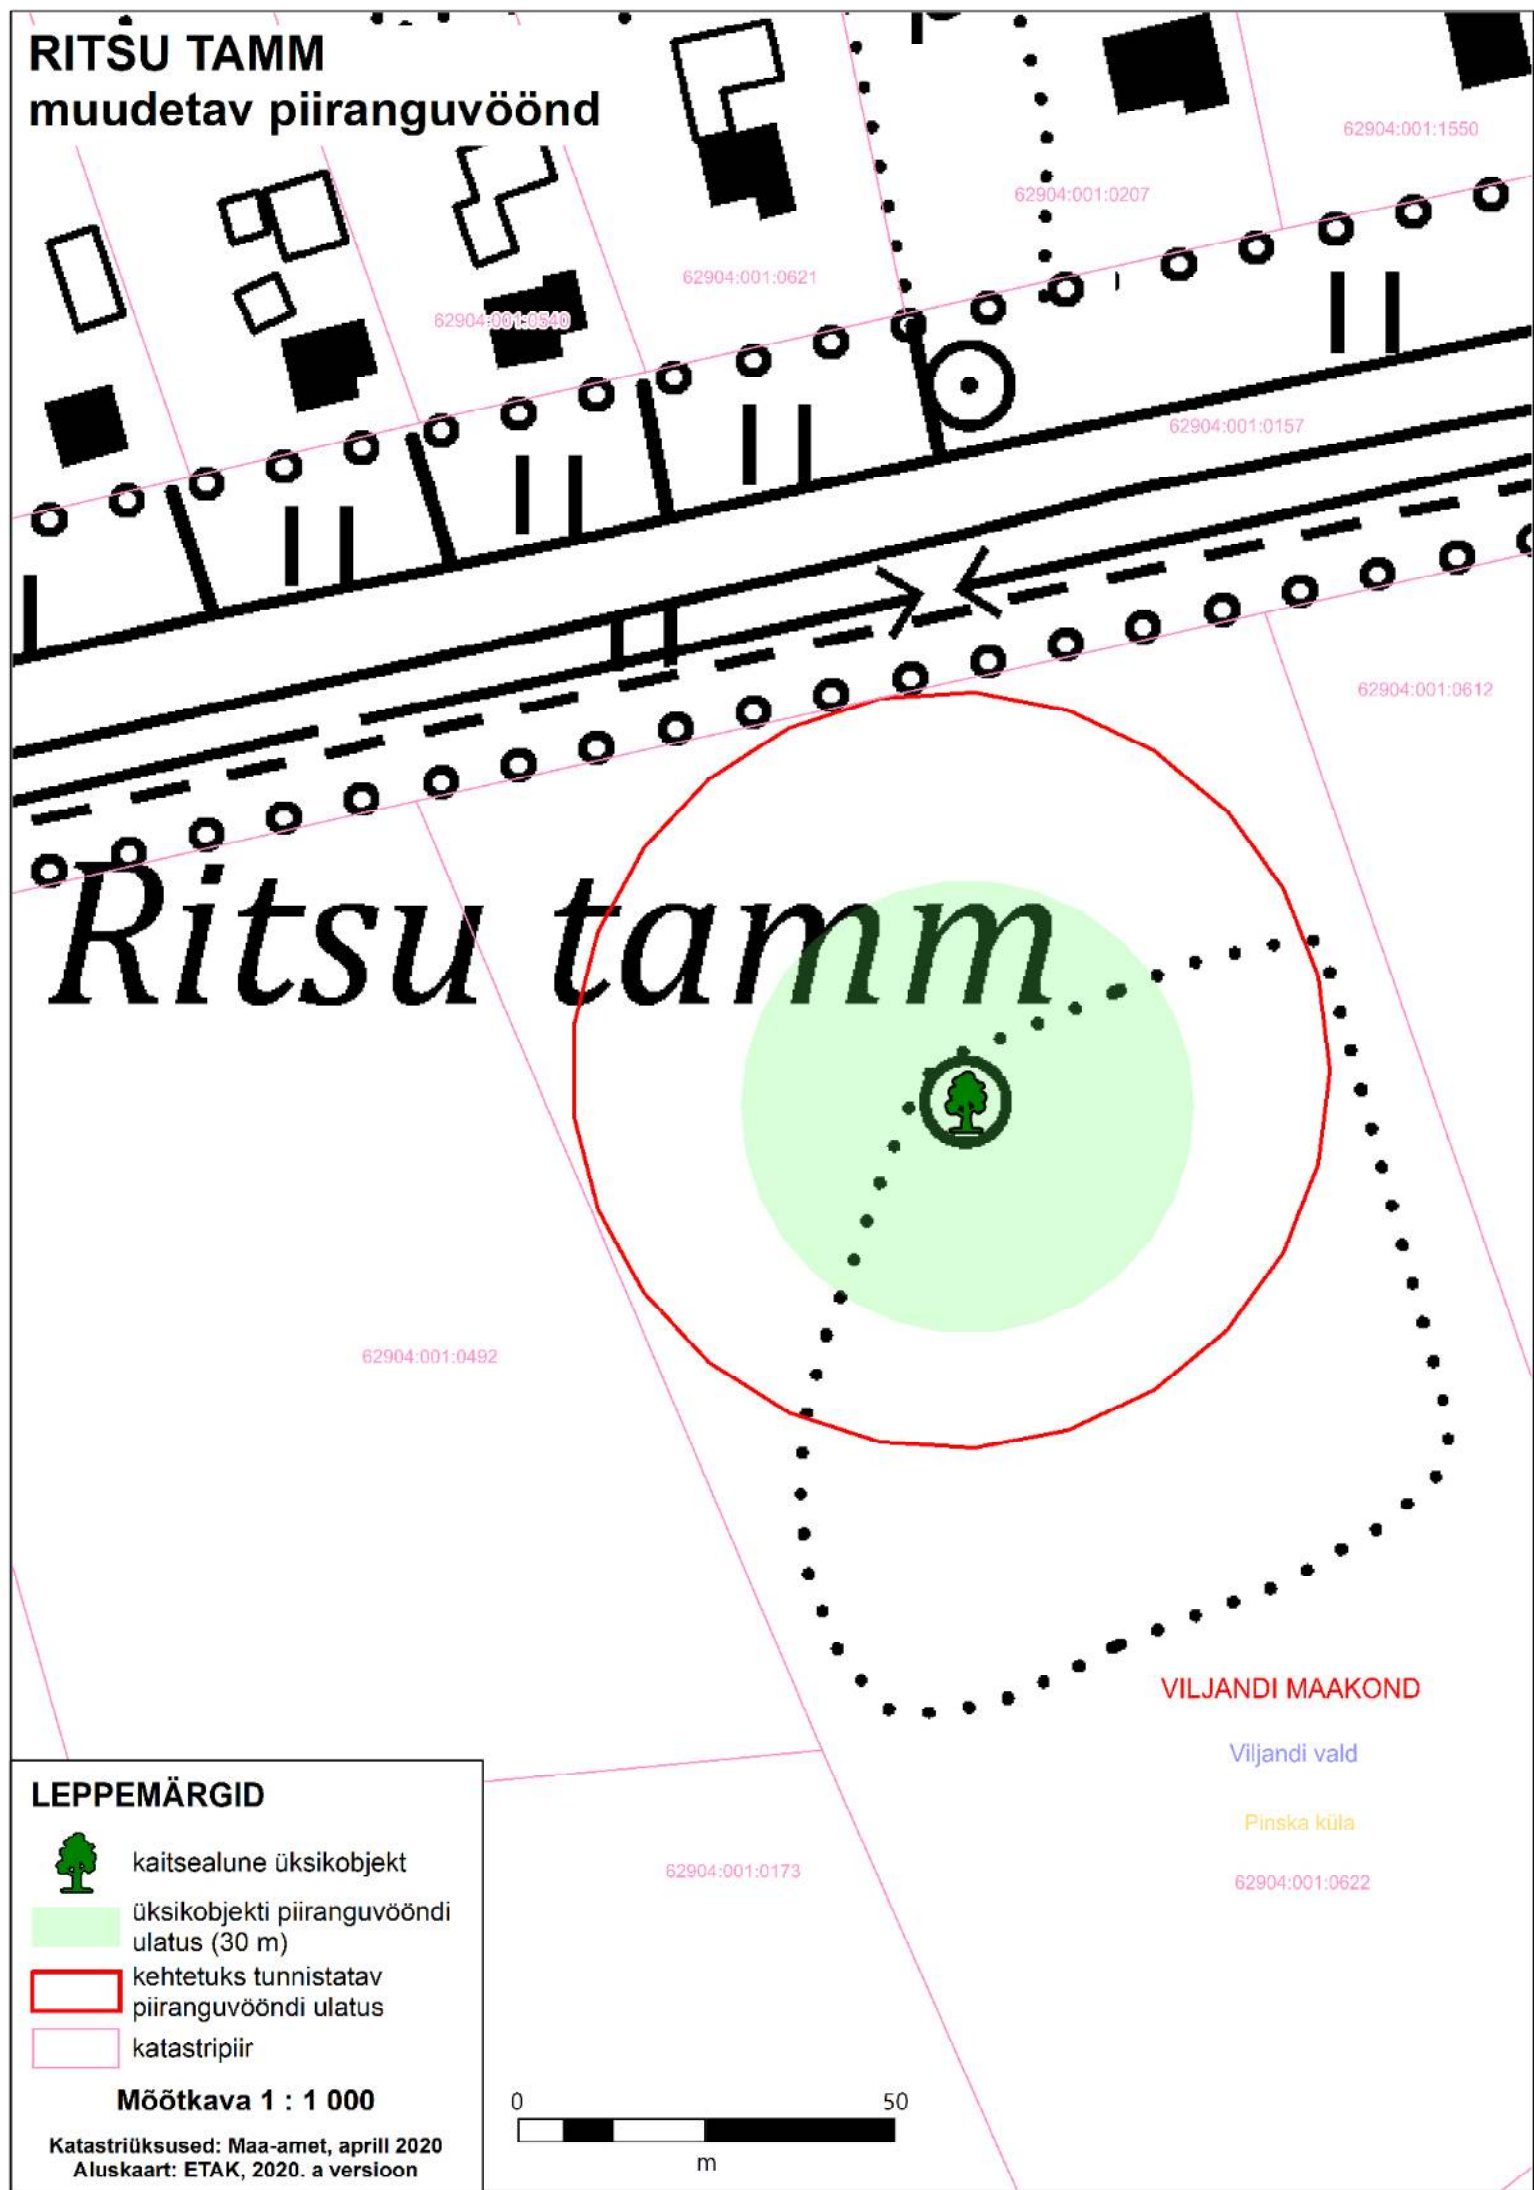 RITSU TAMM
muudetav piiranguvöönd
62904:001:1550
62904:001:0207
62904:001:0621
62904:001:0540
62904:001:0157
62904:001:0612
Ritsu tamm
62904:001:0492
VILJANDI MAAKOND
Viljandi vald
Pinska küla
62904:001:0173
62904:001:0622
LEPPEMÄRGID
kaitsealune üksikobjekt
üksikobjekti piiranguvööndi
ulatus (30 m)
kehtetuks tunnistatav
piiranguvööndi ulatus
katastripiir
Mõõtkava 1 : 1 000
Katastriüksused: Maa-amet, aprill 2020
Aluskaart: ETAK, 2020. a versioon
0 50
m